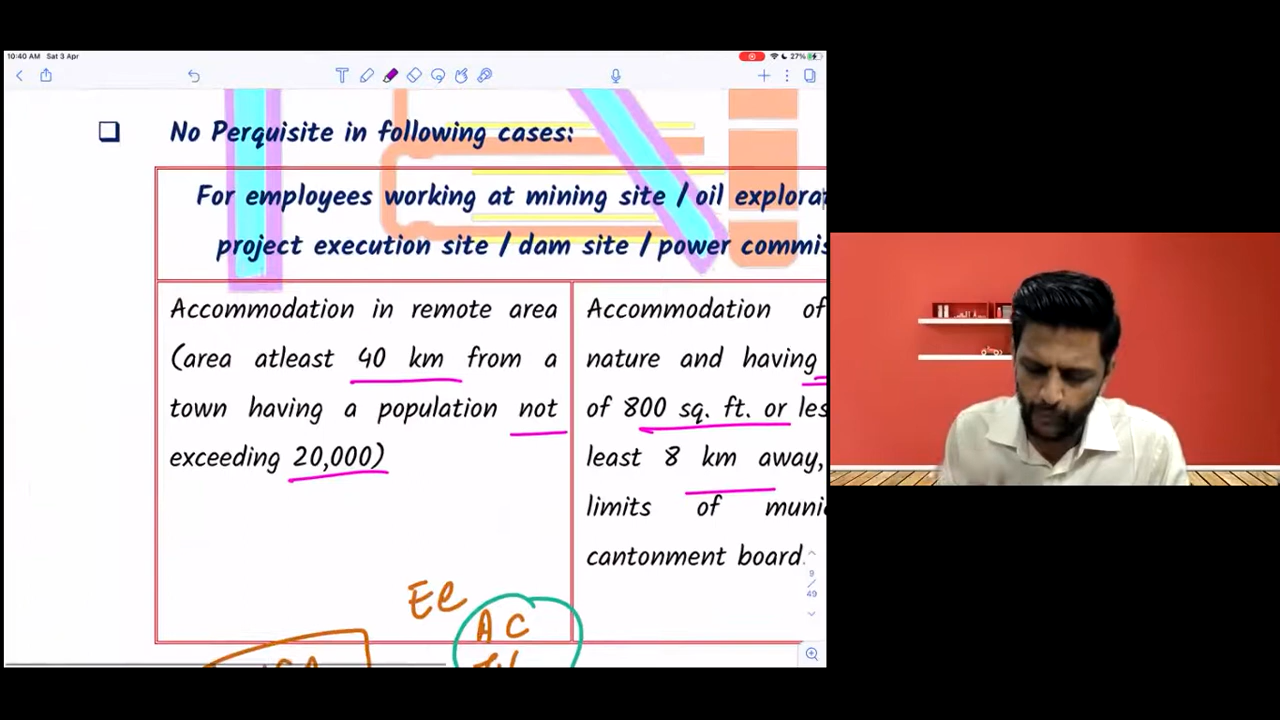 10:40 AM Sat 3 Apr
27%
No Perquisite in following cases:
For employees working at mining site / oil explora
project execution site / dam site / power commis
Accommodation in remote area
(area atleast 40 km from a
town having a population not
exceeding 20,000)
Accommodation of
nature and having
of 800 sq. ft. or les
least 8 km away,
limits of muni
cantonment board.
9
/
49
Ee
A C